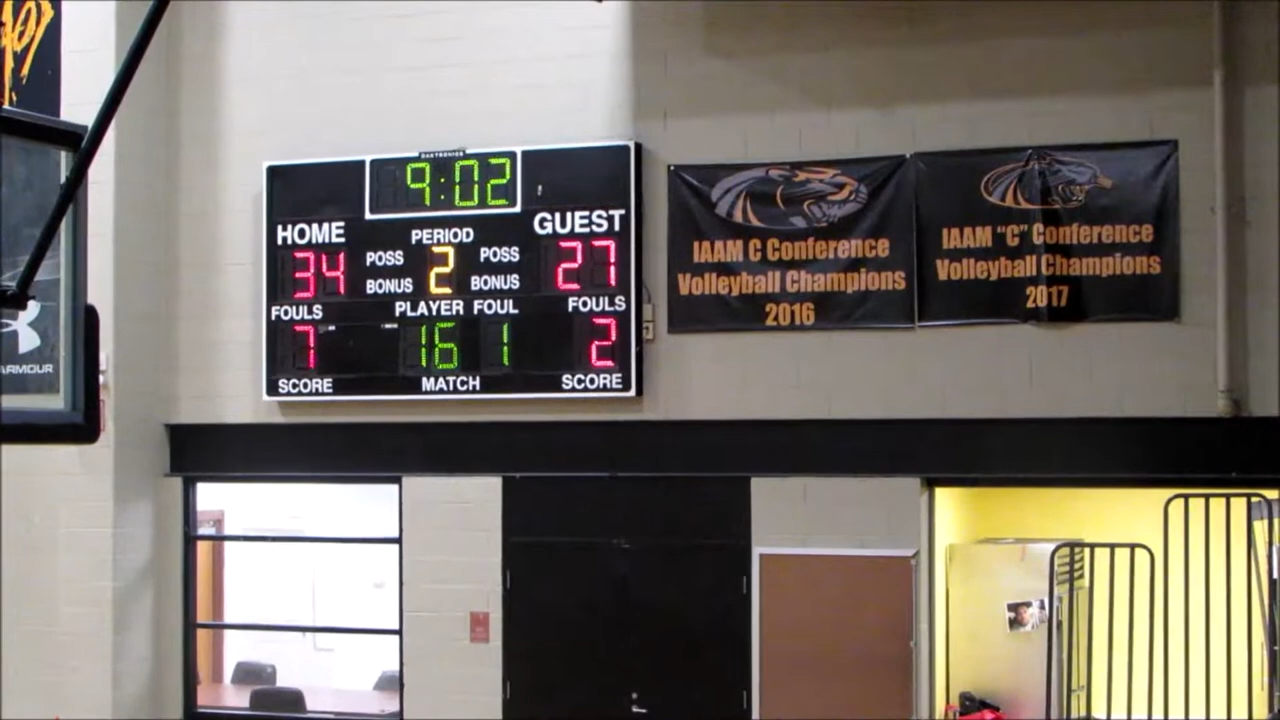 DAKTRONICS
9:02
HOME
PERIOD
GUEST
34
POSS
2
POSS
27
BONUS
BONUS
FOULS
PLAYER FOUL
FOULS
7
16
1
2
SCORE
MATCH
SCORE
IAAM C Conference
Volleyball Champions
2016
IAAM "C" Conference
Volleyball Champions
2017
ARMOUR